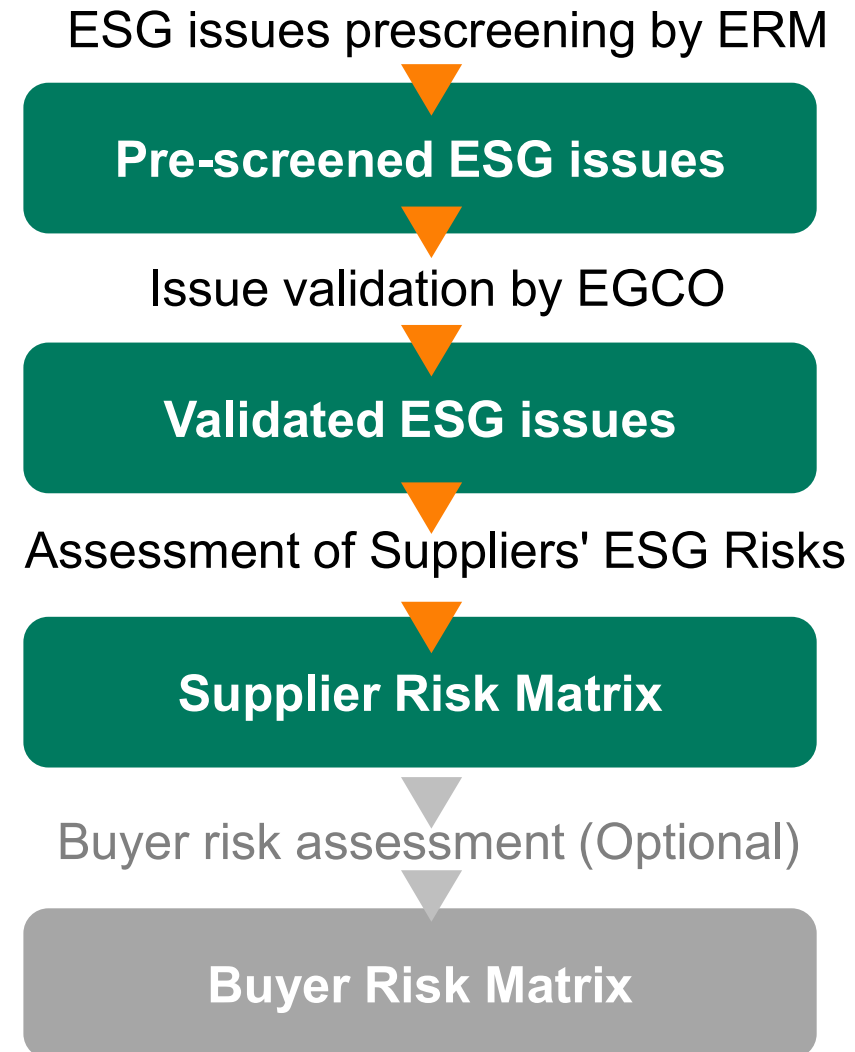 ESG issues prescreening by ERM
Pre-screened ESG issues
Issue validation by EGCO
Validated ESG issues
Assessment of Suppliers' ESG Risks
Supplier Risk Matrix
Buyer risk assessment (Optional)
Buyer Risk Matrix